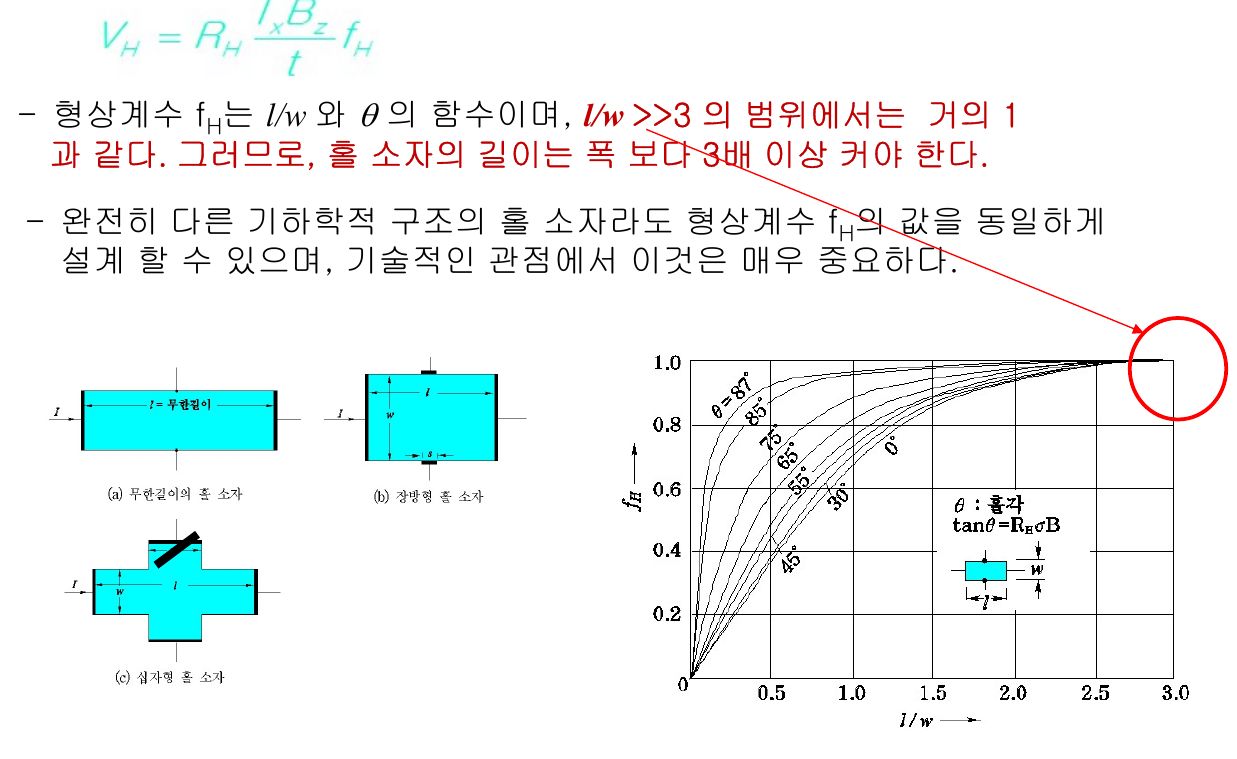 V_H = R_H I_x B_z / t f_H
- 형상계수 f_H는 l/w 와 θ 의 함수이며, l/w >>3 의 범위에서는 거의 1
과 같다. 그러므로, 홀 소자의 길이는 폭 보다 3배 이상 커야 한다.
- 완전히 다른 기하학적 구조의 홀 소자라도 형상계수 f_H의 값을 동일하게
설계 할 수 있으며, 기술적인 관점에서 이것은 매우 중요하다.
I
l = 무한길이
(a) 무한길이의 홀 소자
I
l
w
s
(b) 장방형 홀 소자
I
w
l
(c) 십자형 홀 소자
f_H
1.0
0.8
0.6
0.4
0.2
0
θ=87°
85°
75°
65°
55°
45°
30°
0°
θ : 홀각
tanθ=R_HσB
w
l
0.5 1.0 1.5 2.0 2.5 3.0
l/w